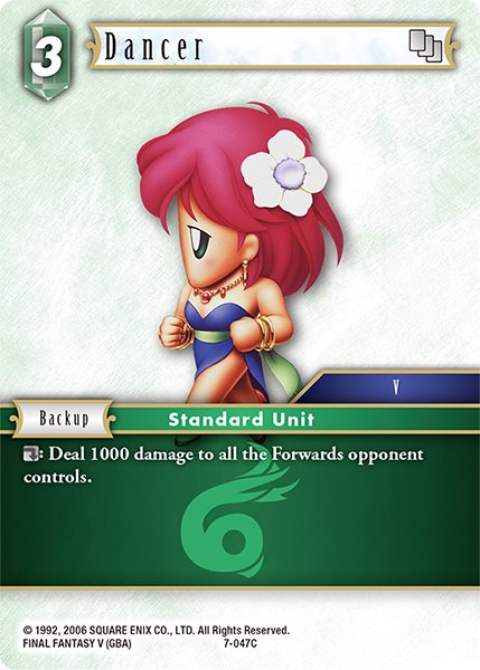 3
Dancer
V
Backup
Standard Unit
: Deal 1000 damage to all the Forwards opponent
controls.
© 1992, 2006 SQUARE ENIX CO., LTD. All Rights Reserved.
FINAL FANTASY V (GBA)
7-047C